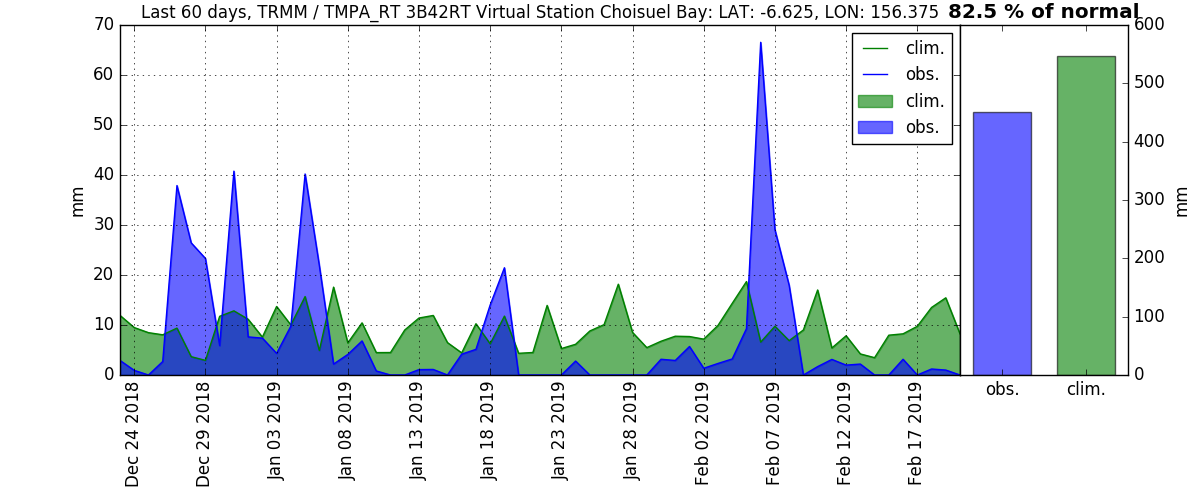 Last 60 days, TRMM / TMPA_RT 3B42RT Virtual Station Choisuel Bay: LAT: -6.625, LON: 156.375 82.5 % of normal
clim.
obs.
clim.
obs.
70
60
50
40
30
20
10
0
mm
Dec 24 2018
Dec 29 2018
Jan 03 2019
Jan 08 2019
Jan 13 2019
Jan 18 2019
Jan 23 2019
Jan 28 2019
Feb 02 2019
Feb 07 2019
Feb 12 2019
Feb 17 2019
600
500
400
300
200
100
0
mm
obs. clim.